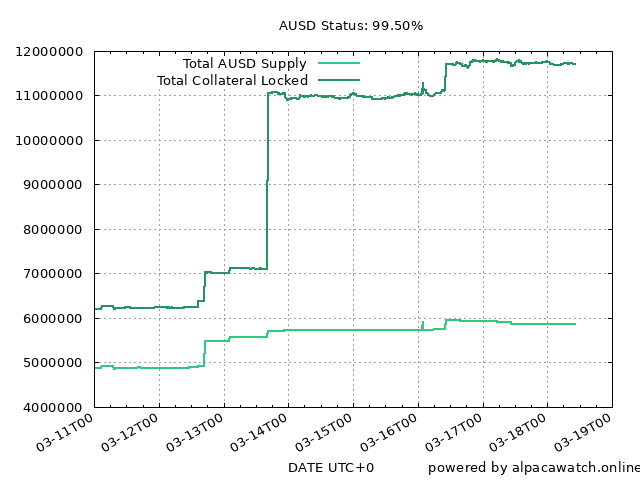 AUSD Status: 99.50%
12000000
11000000
10000000
9000000
8000000
7000000
6000000
5000000
4000000
Total AUSD Supply
Total Collateral Locked
03-11T00
03-12T00
03-13T00
03-14T00
03-15T00
03-16T00
03-17T00
03-18T00
03-19T00
DATE UTC+0
powered by alpacawatch.online